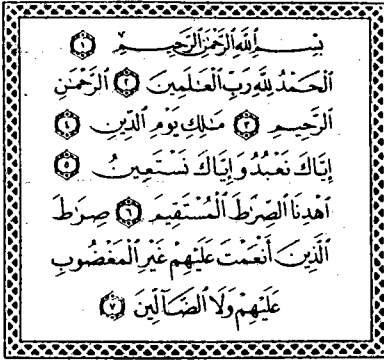 بِسْمِ ٱللَّهِ ٱلرَّحْمَٰنِ ٱلرَّحِيمِ ١
ٱلْحَمْدُ لِلَّهِ رَبِّ ٱلْعَٰلَمِينَ ٢ ٱلرَّحْمَٰنِ
ٱلرَّحِيمِ ٣ مَٰلِكِ يَوْمِ ٱلدِّينِ ٤
إِيَّاكَ نَعْبُدُ وَإِيَّاكَ نَسْتَعِينُ ٥
ٱهْدِنَا ٱلصِّرَٰطَ ٱلْمُسْتَقِيمَ ٦ صِرَٰطَ
ٱلَّذِينَ أَنْعَمْتَ عَلَيْهِمْ غَيْرِ ٱلْمَغْضُوبِ
عَلَيْهِمْ وَلَا ٱلضَّآلِّينَ ٧